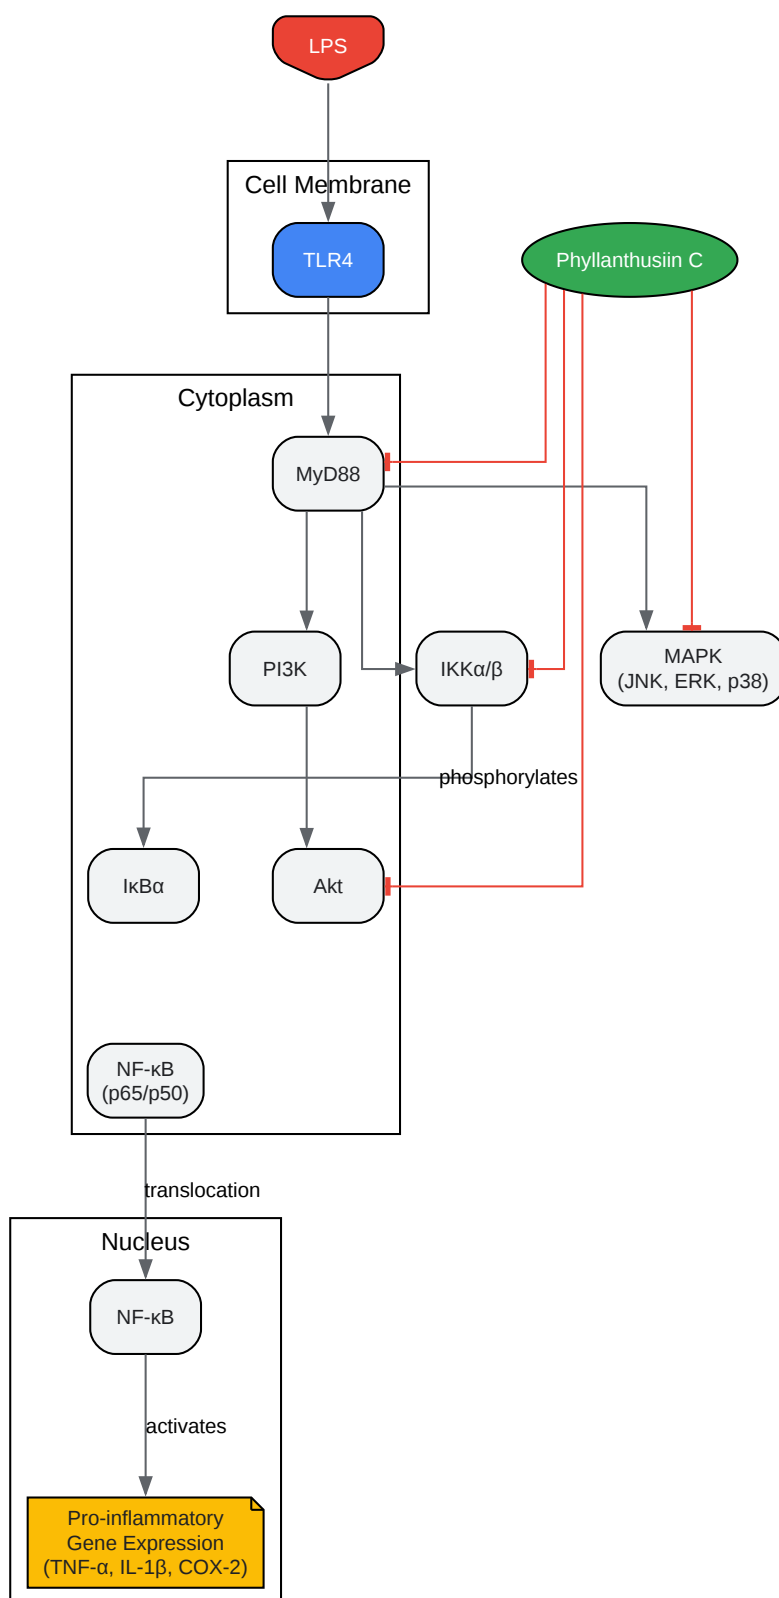 LPS
Cell Membrane
TLR4
Phyllanthusiin C
Cytoplasm
MyD88
PI3K
IKKα/β
MAPK
(JNK, ERK, p38)
phosphorylates
IκBα
Akt
NF-κB
(p65/p50)
translocation
Nucleus
NF-κB
activates
Pro-inflammatory
Gene Expression
(TNF-α, IL-1β, COX-2)